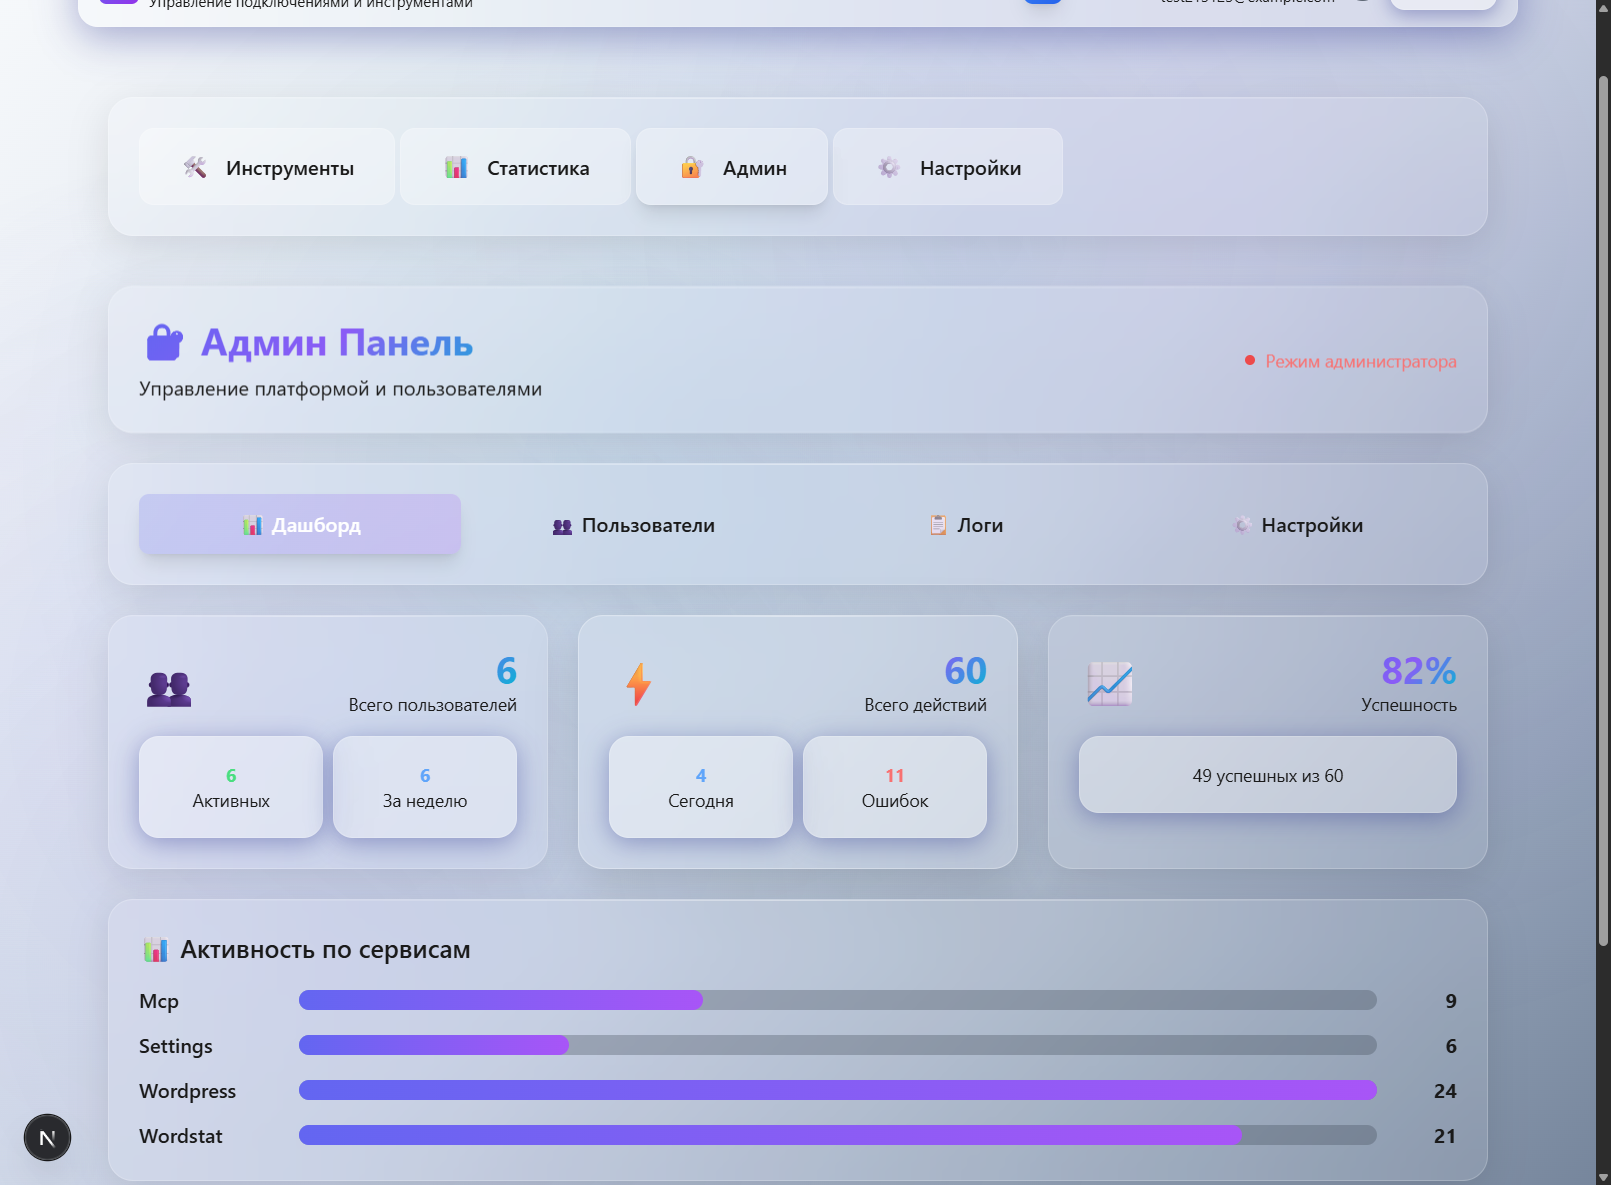 Управление подключениями и инструментами
Инструменты
Статистика
Админ
Настройки
Админ Панель
Управление платформой и пользователями
Режим администратора
Дашборд
Пользователи
Логи
Настройки
6
Всего пользователей
6
Активных
6
За неделю
60
Всего действий
4
Сегодня
11
Ошибок
82%
Успешность
49 успешных из 60
Активность по сервисам
Mcp 9
Settings 6
Wordpress 24
Wordstat 21
N